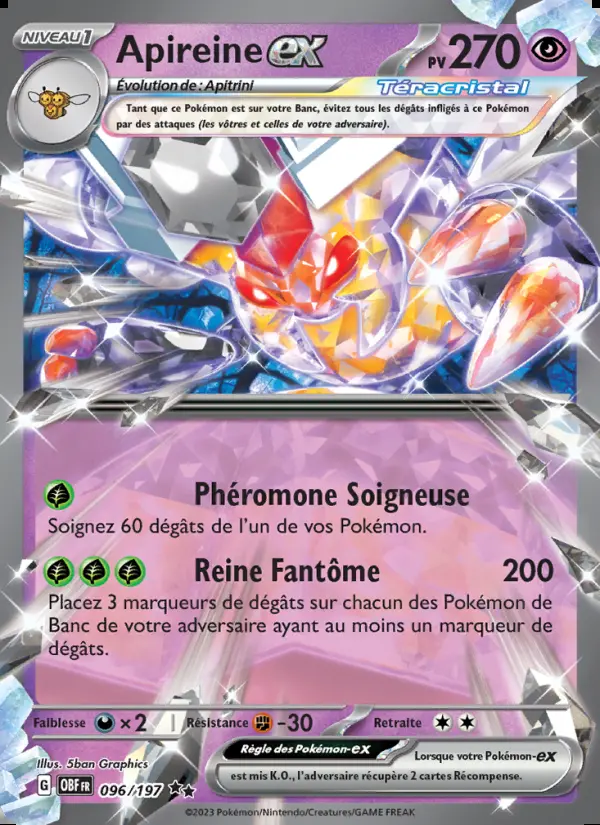 NIVEAU 1
Apireine ex
PV 270
Évolution de : Apitrini
Téracristal
Tant que ce Pokémon est sur votre Banc, évitez tous les dégâts infligés à ce Pokémon
par des attaques (les vôtres et celles de votre adversaire).
Phéromone Soigneuse
Soignez 60 dégâts de l'un de vos Pokémon.
Reine Fantôme 200
Placez 3 marqueurs de dégâts sur chacun des Pokémon de
Banc de votre adversaire ayant au moins un marqueur de
dégâts.
Faiblesse ×2 Résistance -30 Retraite
Règle des Pokémon-ex
Lorsque votre Pokémon-ex
est mis K.O., l'adversaire récupère 2 cartes Récompense.
Illus. 5ban Graphics
G OBF FR 096/197
©2023 Pokémon/Nintendo/Creatures/GAME FREAK